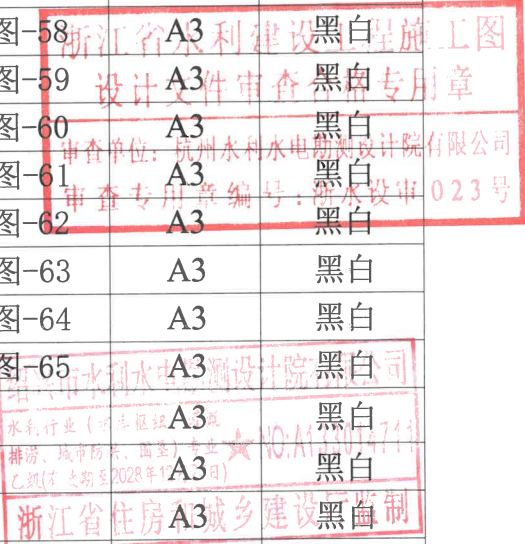 图-58 A3 黑白
图-59 A3 黑白
图-60 A3 黑白
图-61 A3 黑白
图-62 A3 黑白
图-63 A3 黑白
图-64 A3 黑白
图-65 A3 黑白
A3 黑白
A3 黑白
A3 黑白
浙江省水利建设工程施工图
设计文件审查合格专用章
审查单位：杭州水利水电勘测设计院有限公司
审查专用章编号：浙水设审023号
绍兴市水利水电勘测设计院有限公司
水利行业（
排涝、城市防洪、围垦）专业
乙级(有效期至2028年
浙江省住房和城乡建设厅监制